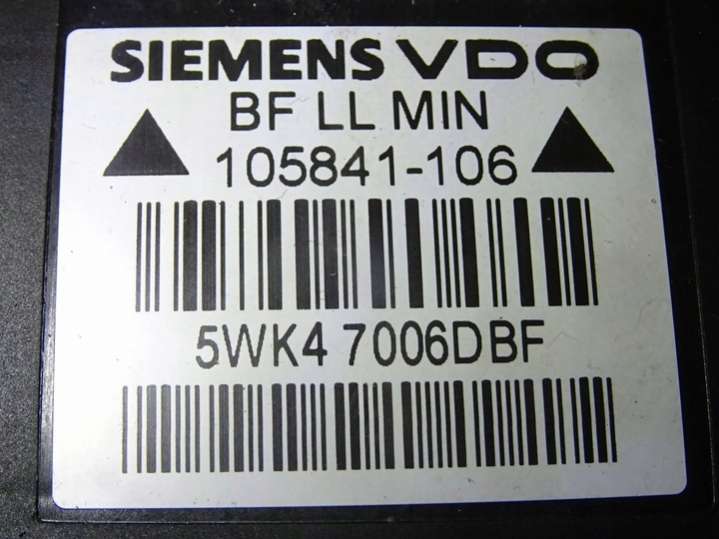 SIEMENS VDO
BF LL MIN
105841-106
5WK4 7006DBF